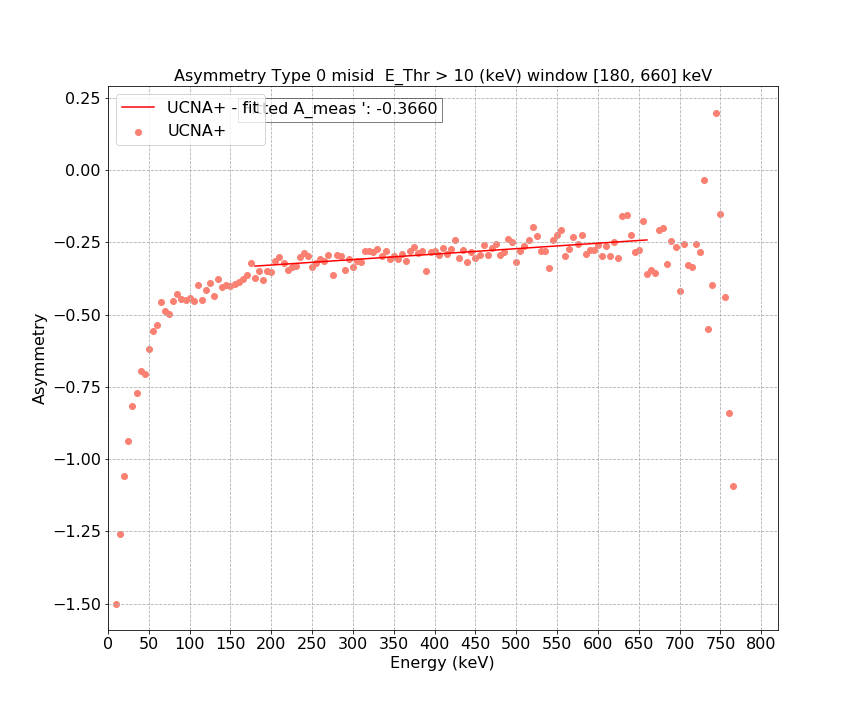 Asymmetry Type 0 misid E_Thr > 10 (keV) window [180, 660] keV
UCNA+ - fitted A_meas ': -0.3660
UCNA+
0.25
0.00
−0.25
−0.50
−0.75
−1.00
−1.25
−1.50
Asymmetry
0 50 100 150 200 250 300 350 400 450 500 550 600 650 700 750 800
Energy (keV)